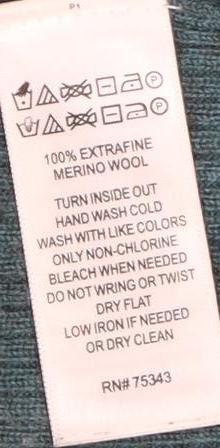 P1
P
P
100% EXTRAFINE
MERINO WOOL
TURN INSIDE OUT
HAND WASH COLD
WASH WITH LIKE COLORS
ONLY NON-CHLORINE
BLEACH WHEN NEEDED
DO NOT WRING OR TWIST
DRY FLAT
LOW IRON IF NEEDED
OR DRY CLEAN
RN# 75343